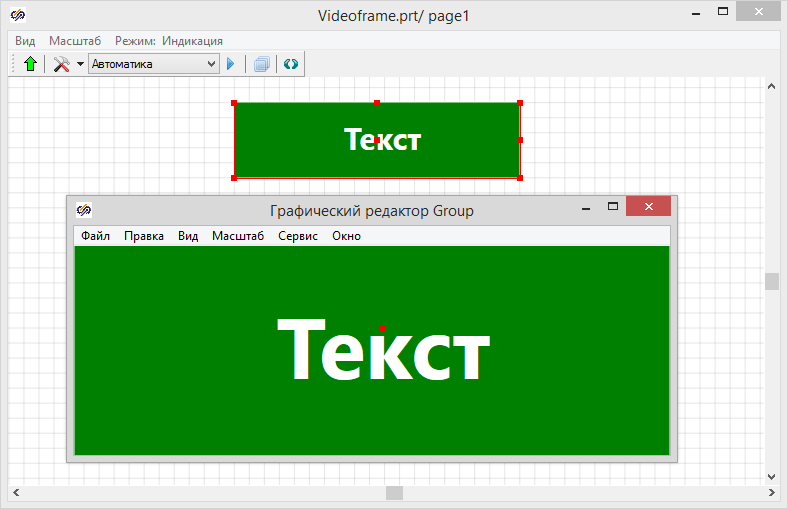 Videoframe.prt/ page1
Вид Масштаб Режим: Индикация
Автоматика
Текст
Графический редактор Group
Файл Правка Вид Масштаб Сервис Окно
Текст